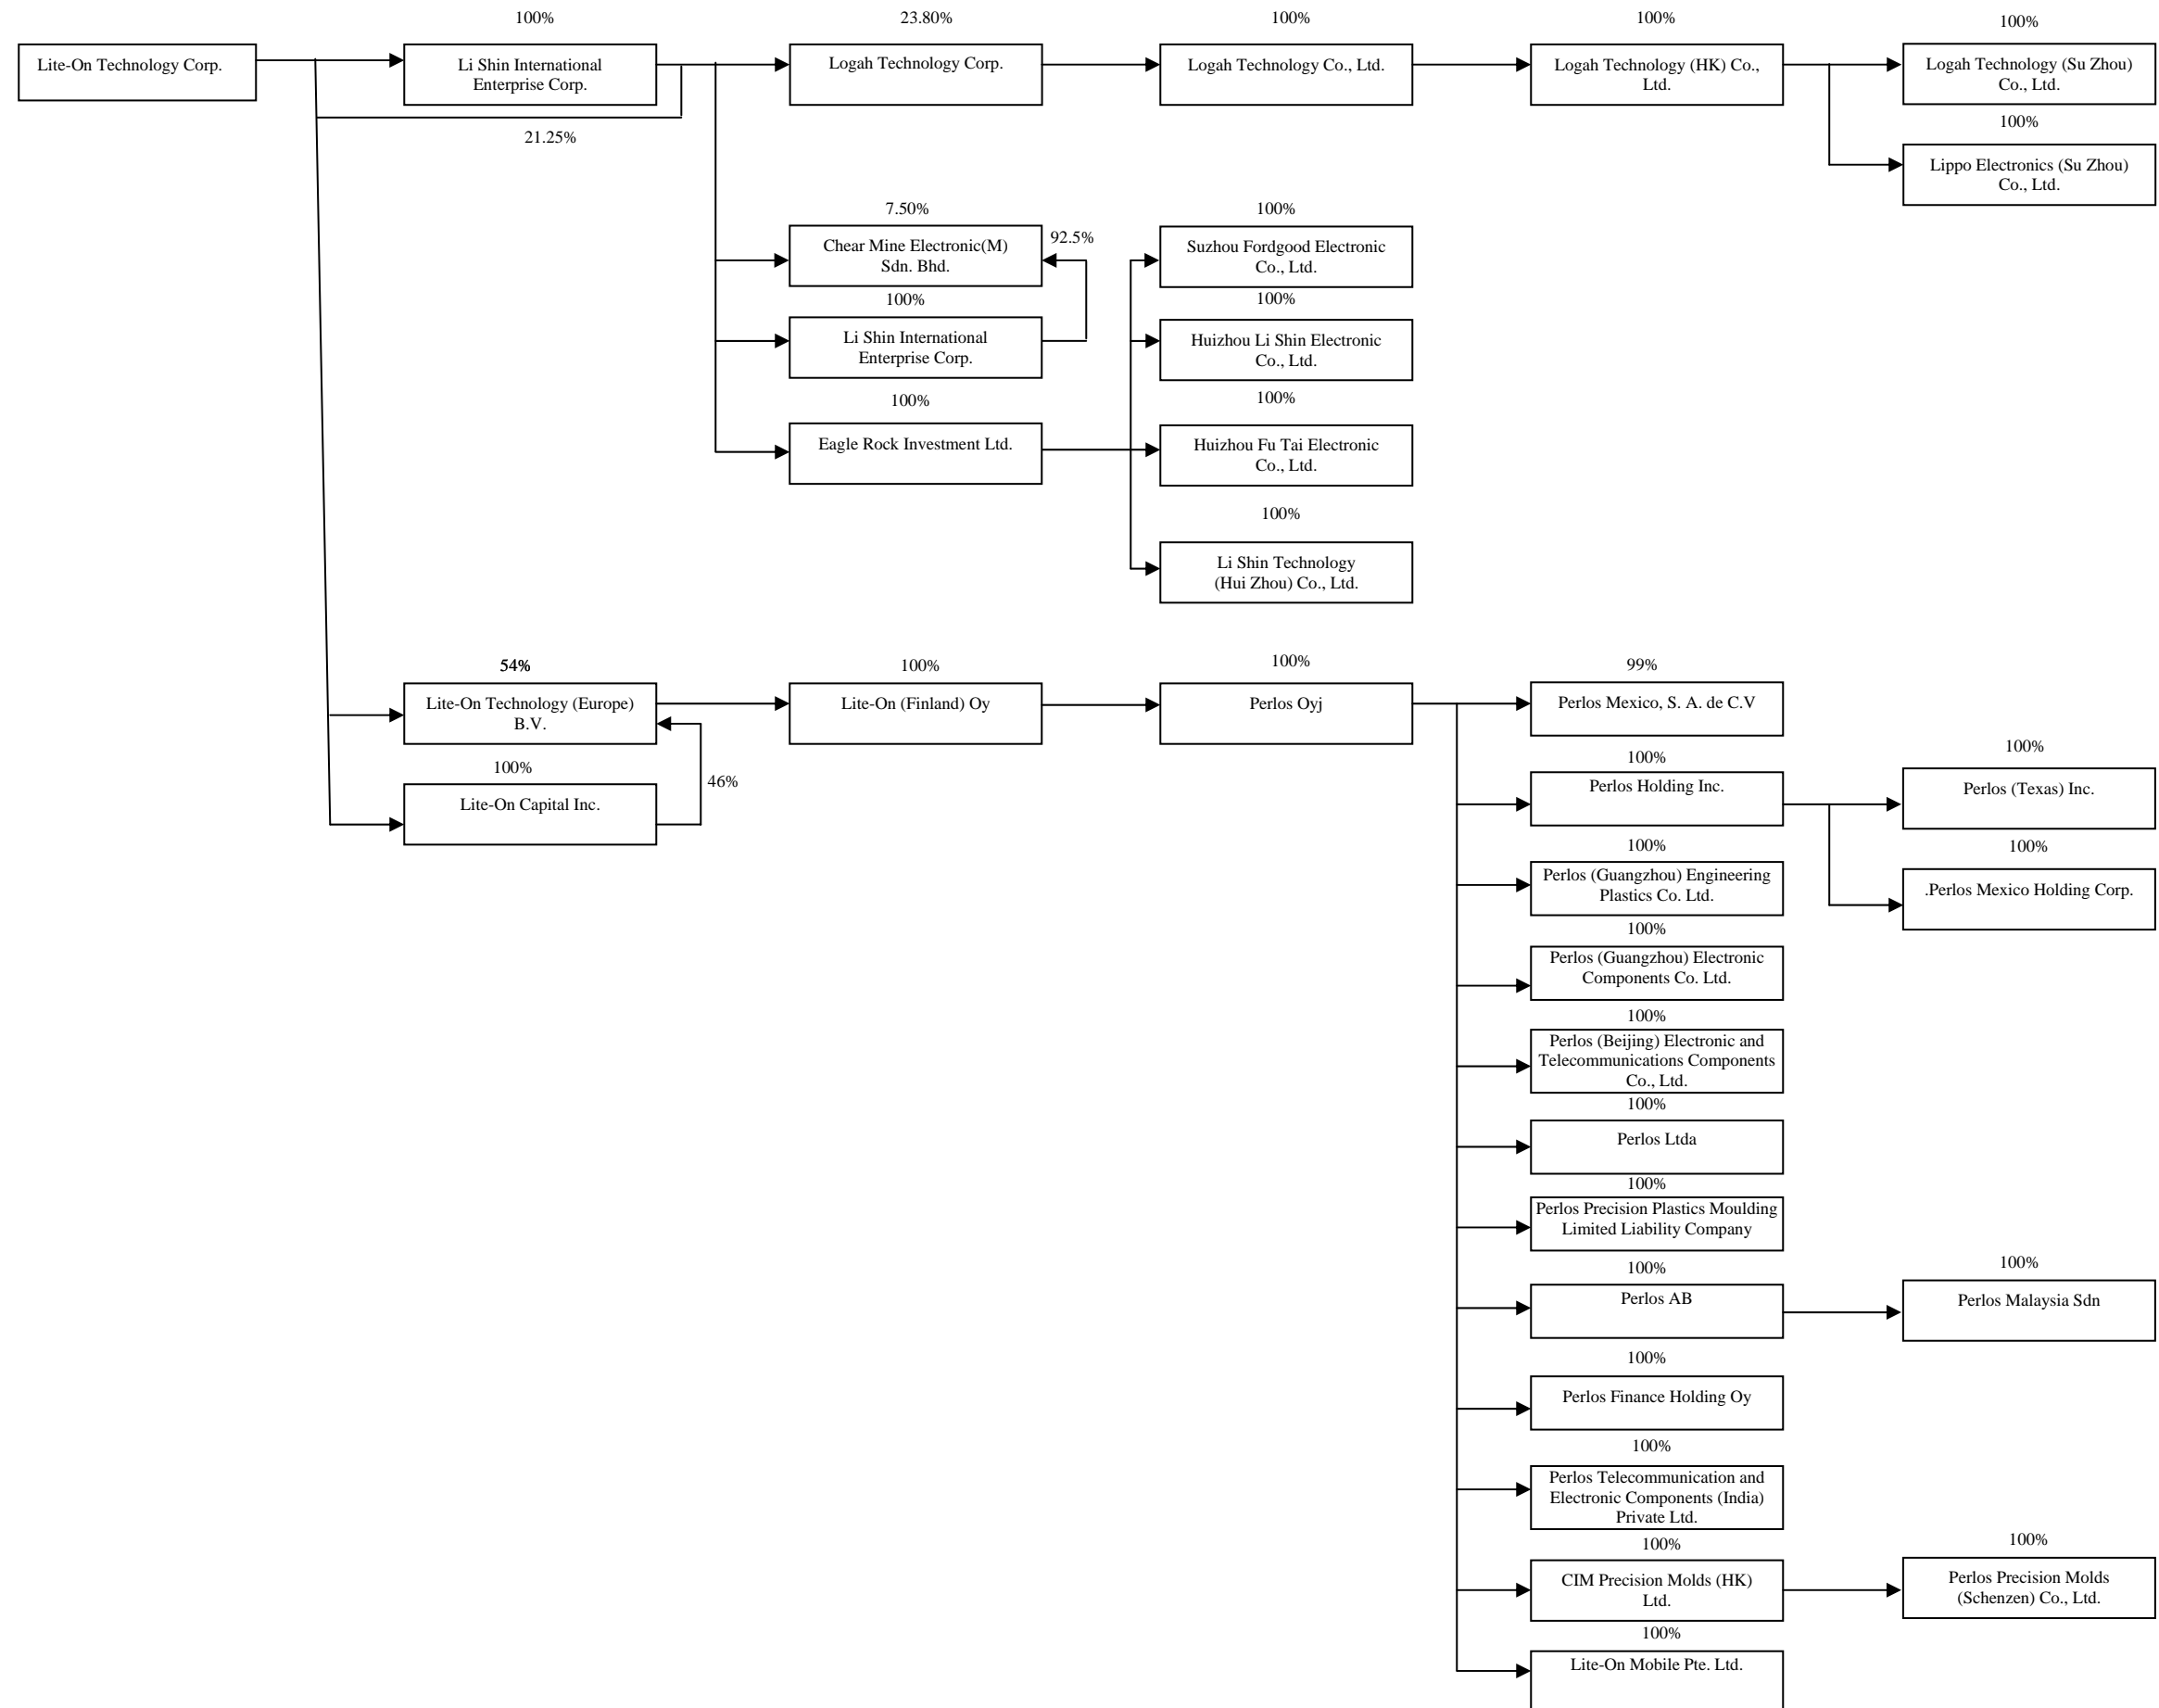 100%
23.80%
100%
100%
100%
Lite-On Technology Corp.
Li Shin International
Enterprise Corp.
Logah Technology Corp.
Logah Technology Co., Ltd.
Logah Technology (HK) Co.,
Ltd.
Logah Technology (Su Zhou)
Co., Ltd.
21.25%
100%
Lippo Electronics (Su Zhou)
Co., Ltd.
7.50%
Chear Mine Electronic(M)
Sdn. Bhd.
92.5%
100%
Suzhou Fordgood Electronic
Co., Ltd.
100%
Li Shin International
Enterprise Corp.
100%
Huizhou Li Shin Electronic
Co., Ltd.
100%
Eagle Rock Investment Ltd.
100%
Huizhou Fu Tai Electronic
Co., Ltd.
100%
Li Shin Technology
(Hui Zhou) Co., Ltd.
54%
100%
100%
99%
Lite-On Technology (Europe)
B.V.
Lite-On (Finland) Oy
Perlos Oyj
Perlos Mexico, S. A. de C.V
100%
Lite-On Capital Inc.
46%
100%
Perlos Holding Inc.
100%
Perlos (Texas) Inc.
100%
Perlos (Guangzhou) Engineering
Plastics Co. Ltd.
100%
.Perlos Mexico Holding Corp.
100%
Perlos (Guangzhou) Electronic
Components Co. Ltd.
100%
Perlos (Beijing) Electronic and
Telecommunications Components
Co., Ltd.
100%
Perlos Ltda
100%
Perlos Precision Plastics Moulding
Limited Liability Company
100%
Perlos AB
100%
Perlos Malaysia Sdn
100%
Perlos Finance Holding Oy
100%
Perlos Telecommunication and
Electronic Components (India)
Private Ltd.
100%
CIM Precision Molds (HK)
Ltd.
100%
Perlos Precision Molds
(Schenzen) Co., Ltd.
100%
Lite-On Mobile Pte. Ltd.